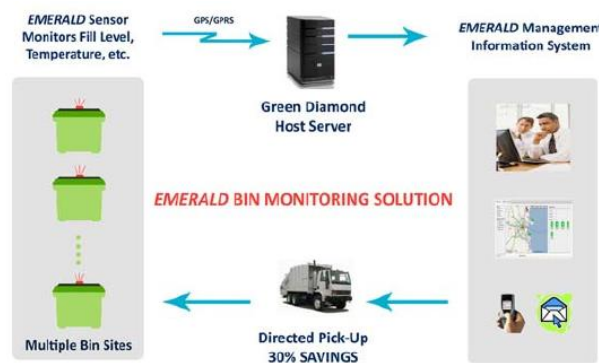 EMERALD Sensor
Monitors Fill Level,
Temperature, etc.
GPS/GPRS
EMERALD Management
Information System
Green Diamond
Host Server
EMERALD BIN MONITORING SOLUTION
Multiple Bin Sites
Directed Pick-Up
30% SAVINGS